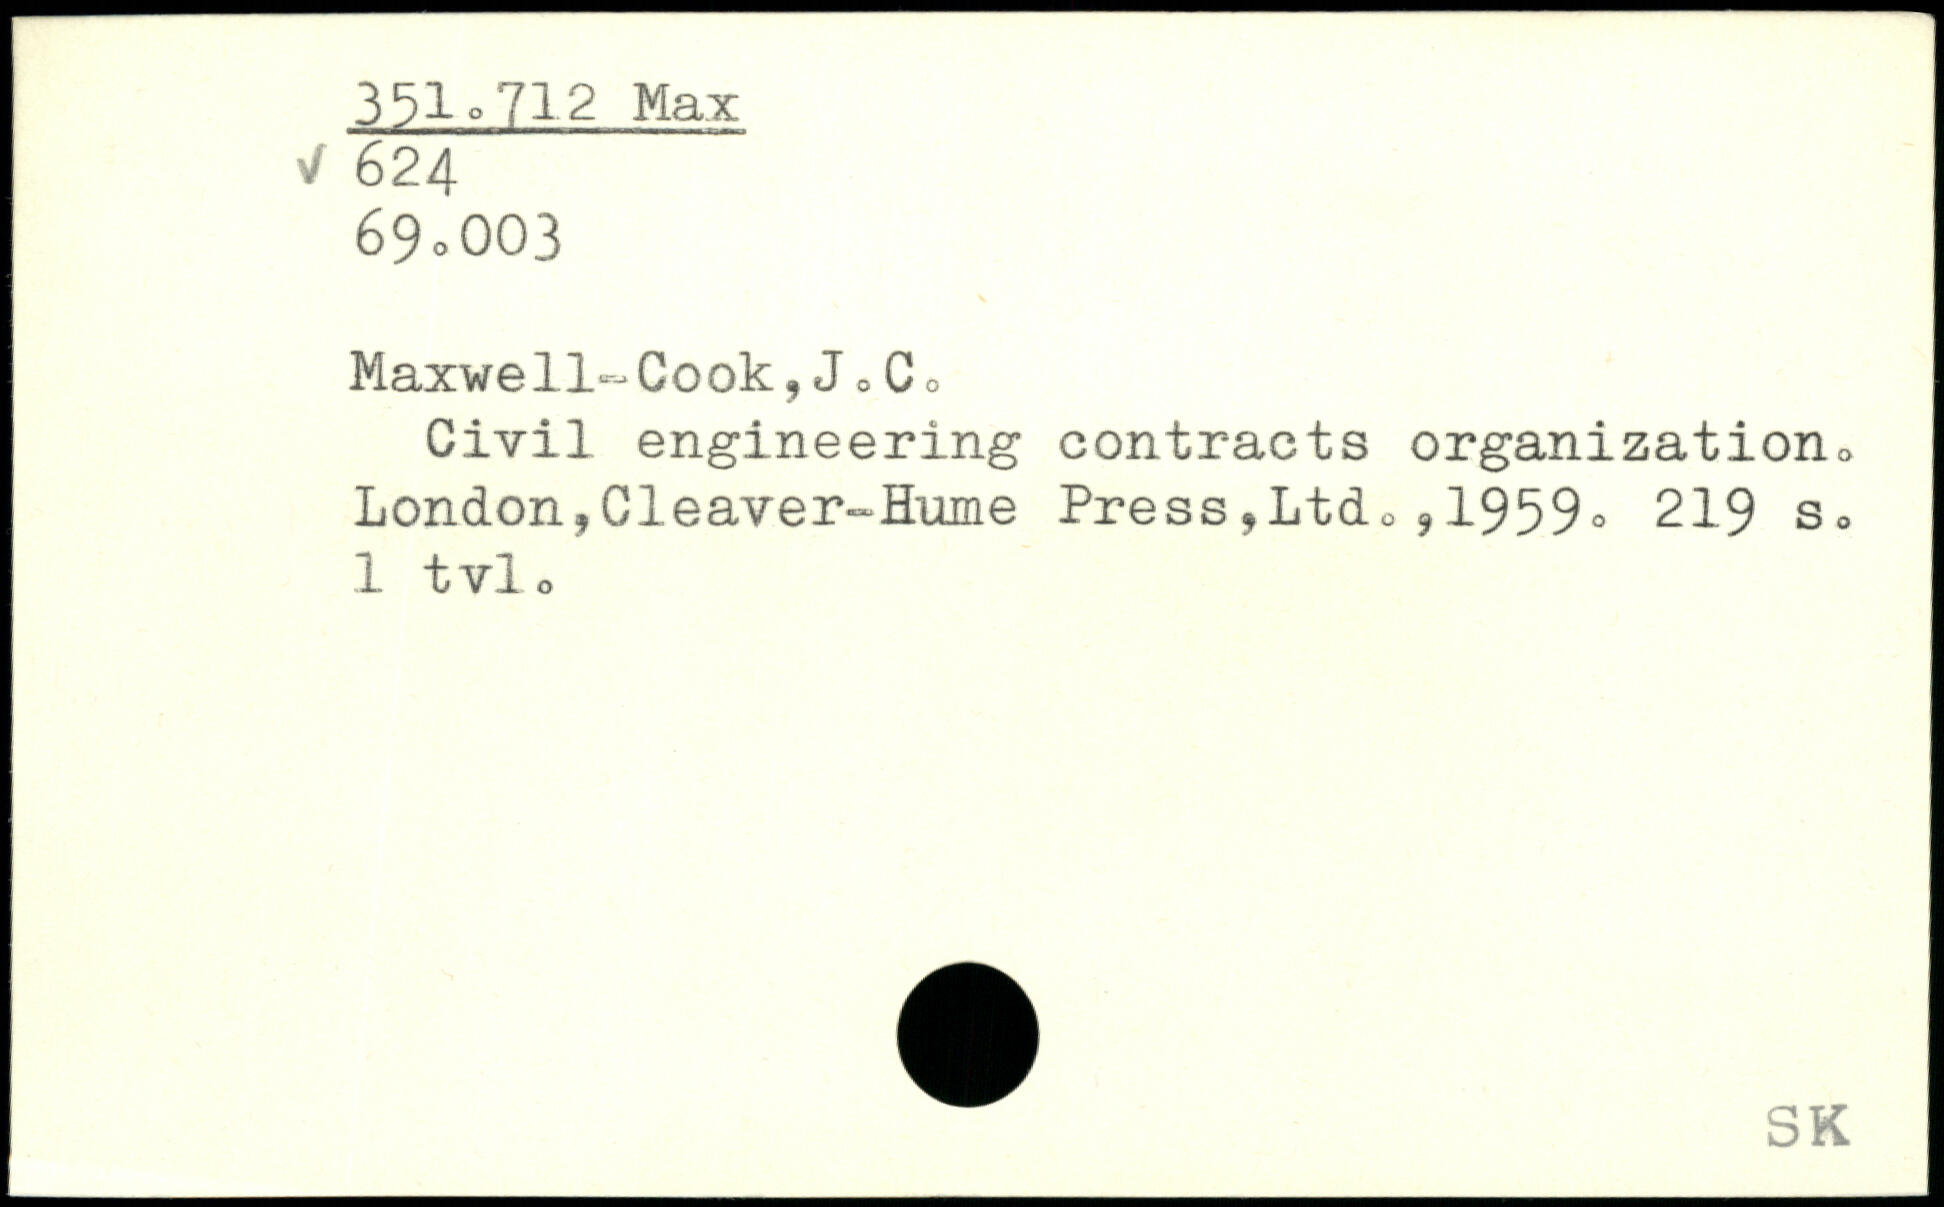 351.712 Max
✓ 624
69.003
Maxwell-Cook,J.C.
Civil engineering contracts organization.
London,Cleaver-Hume Press,Ltd.,1959. 219 s.
1 tvl.
SK